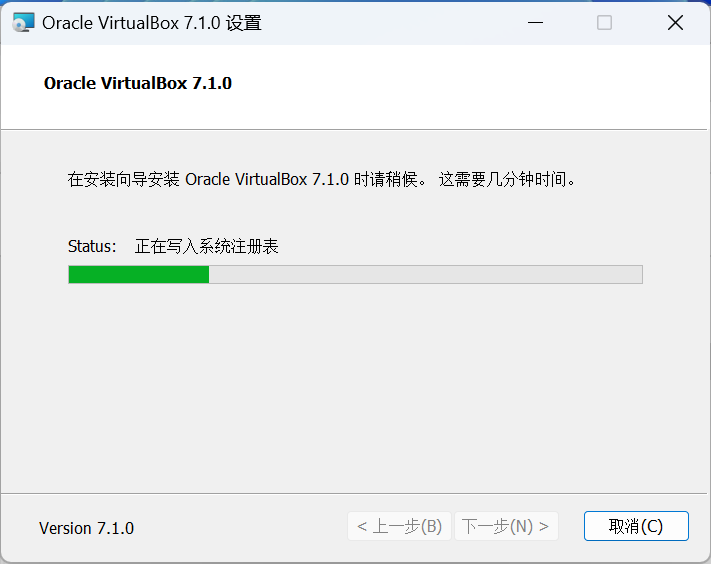 Oracle VirtualBox 7.1.0 设置
Oracle VirtualBox 7.1.0
在安装向导安装 Oracle VirtualBox 7.1.0 时请稍候。 这需要几分钟时间。
Status: 正在写入系统注册表
Version 7.1.0 < 上一步(B) 下一步(N) > 取消(C)